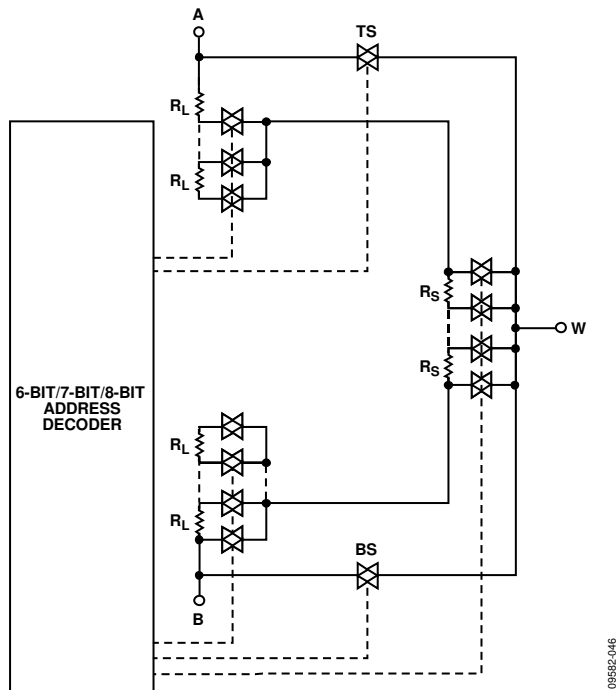 A
TS
RL
RL
RS
RS
W
6-BIT/7-BIT/8-BIT
ADDRESS
DECODER
RL
RL
BS
B
09582-046